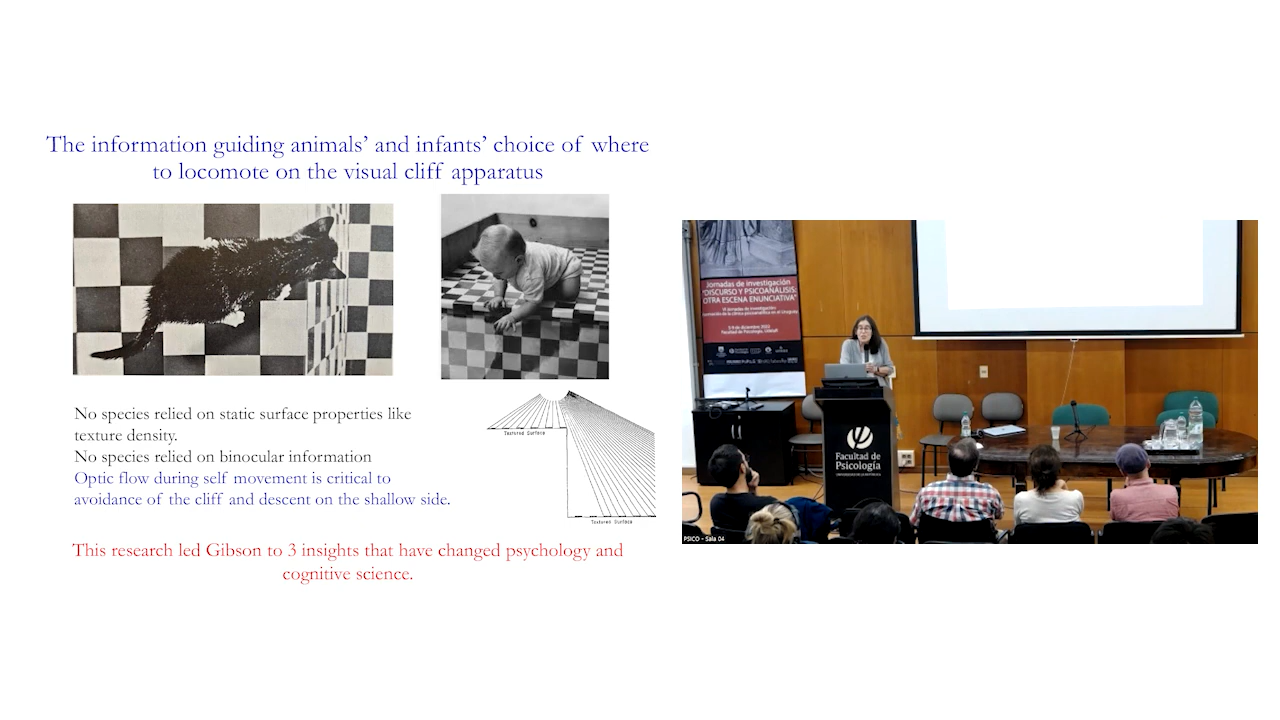 The information guiding animals’ and infants’ choice of where
to locomote on the visual cliff apparatus
No species relied on static surface properties like
texture density.
No species relied on binocular information
Optic flow during self movement is critical to
avoidance of the cliff and descent on the shallow side.
Textured Surface
Textured Surface
This research led Gibson to 3 insights that have changed psychology and
cognitive science.
Jornadas de investigación
"DISCURSO Y PSICOANÁLISIS:
OTRA ESCENA ENUNCIATIVA"
Facultad de
Psicología
UNIVERSIDAD DE LA REPÚBLICA
PSICO - Sala 04